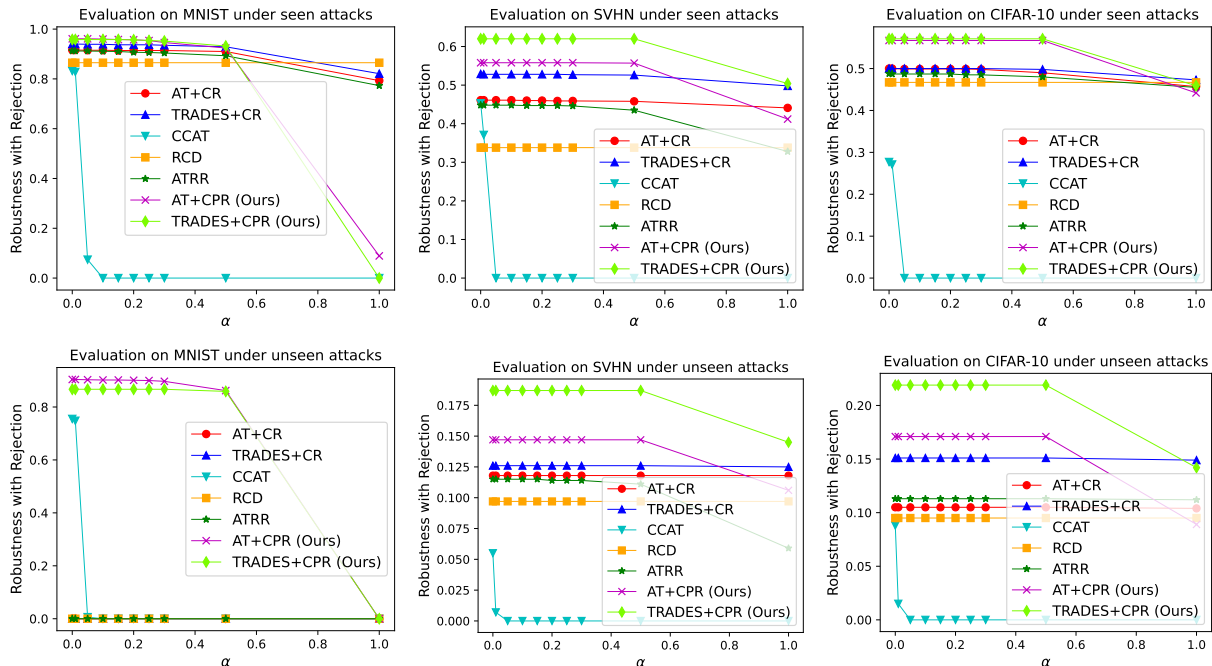 Evaluation on MNIST under seen attacks
Robustness with Rejection
1.0
0.8
0.6
0.4
0.2
0.0
0.0 0.2 0.4 0.6 0.8 1.0
α
AT+CR
TRADES+CR
CCAT
RCD
ATRR
AT+CPR (Ours)
TRADES+CPR (Ours)
Evaluation on SVHN under seen attacks
Robustness with Rejection
0.6
0.5
0.4
0.3
0.2
0.1
0.0
0.0 0.2 0.4 0.6 0.8 1.0
α
AT+CR
TRADES+CR
CCAT
RCD
ATRR
AT+CPR (Ours)
TRADES+CPR (Ours)
Evaluation on CIFAR-10 under seen attacks
Robustness with Rejection
0.5
0.4
0.3
0.2
0.1
0.0
0.0 0.2 0.4 0.6 0.8 1.0
α
AT+CR
TRADES+CR
CCAT
RCD
ATRR
AT+CPR (Ours)
TRADES+CPR (Ours)
Evaluation on MNIST under unseen attacks
Robustness with Rejection
0.8
0.6
0.4
0.2
0.0
0.0 0.2 0.4 0.6 0.8 1.0
α
AT+CR
TRADES+CR
CCAT
RCD
ATRR
AT+CPR (Ours)
TRADES+CPR (Ours)
Evaluation on SVHN under unseen attacks
Robustness with Rejection
0.175
0.150
0.125
0.100
0.075
0.050
0.025
0.000
0.0 0.2 0.4 0.6 0.8 1.0
α
AT+CR
TRADES+CR
CCAT
RCD
ATRR
AT+CPR (Ours)
TRADES+CPR (Ours)
Evaluation on CIFAR-10 under unseen attacks
Robustness with Rejection
0.20
0.15
0.10
0.05
0.00
0.0 0.2 0.4 0.6 0.8 1.0
α
AT+CR
TRADES+CR
CCAT
RCD
ATRR
AT+CPR (Ours)
TRADES+CPR (Ours)